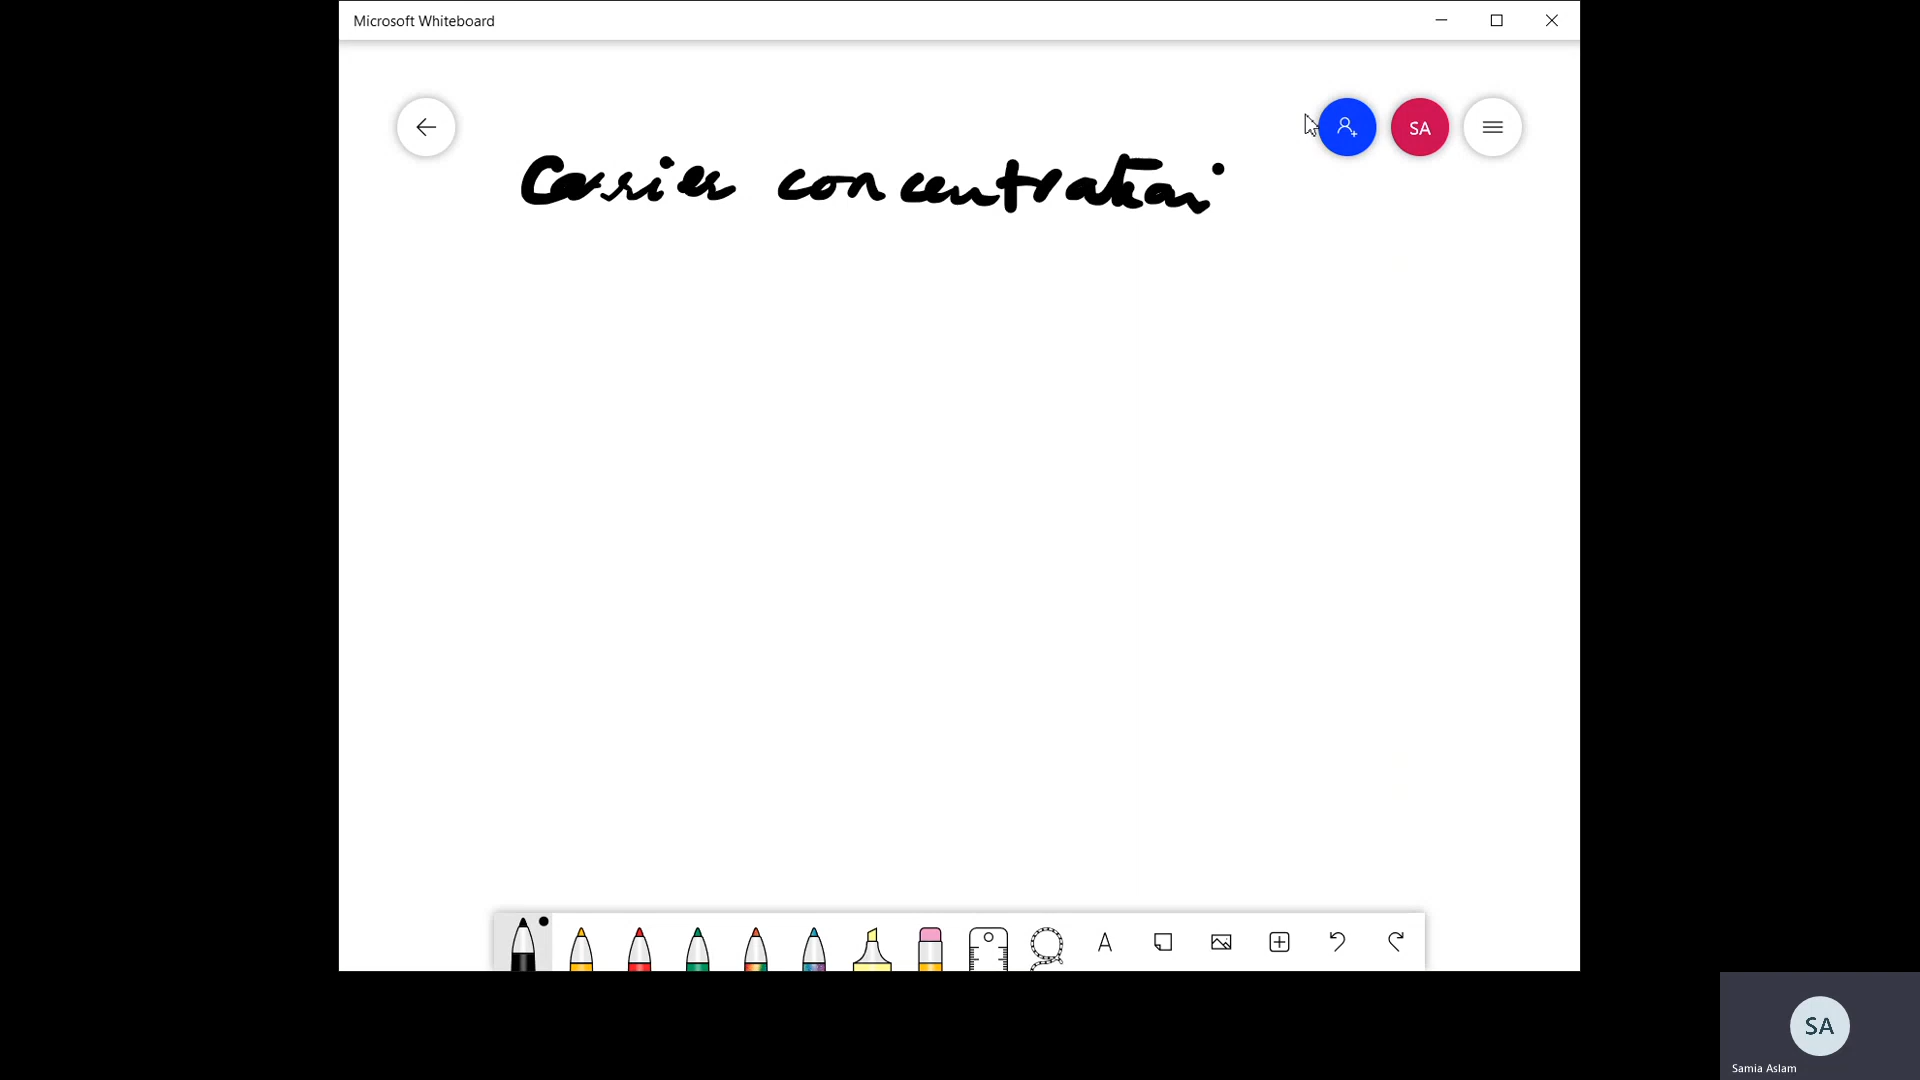 Microsoft Whiteboard
SA
Carrier concentration
A
SA
Samia Aslam